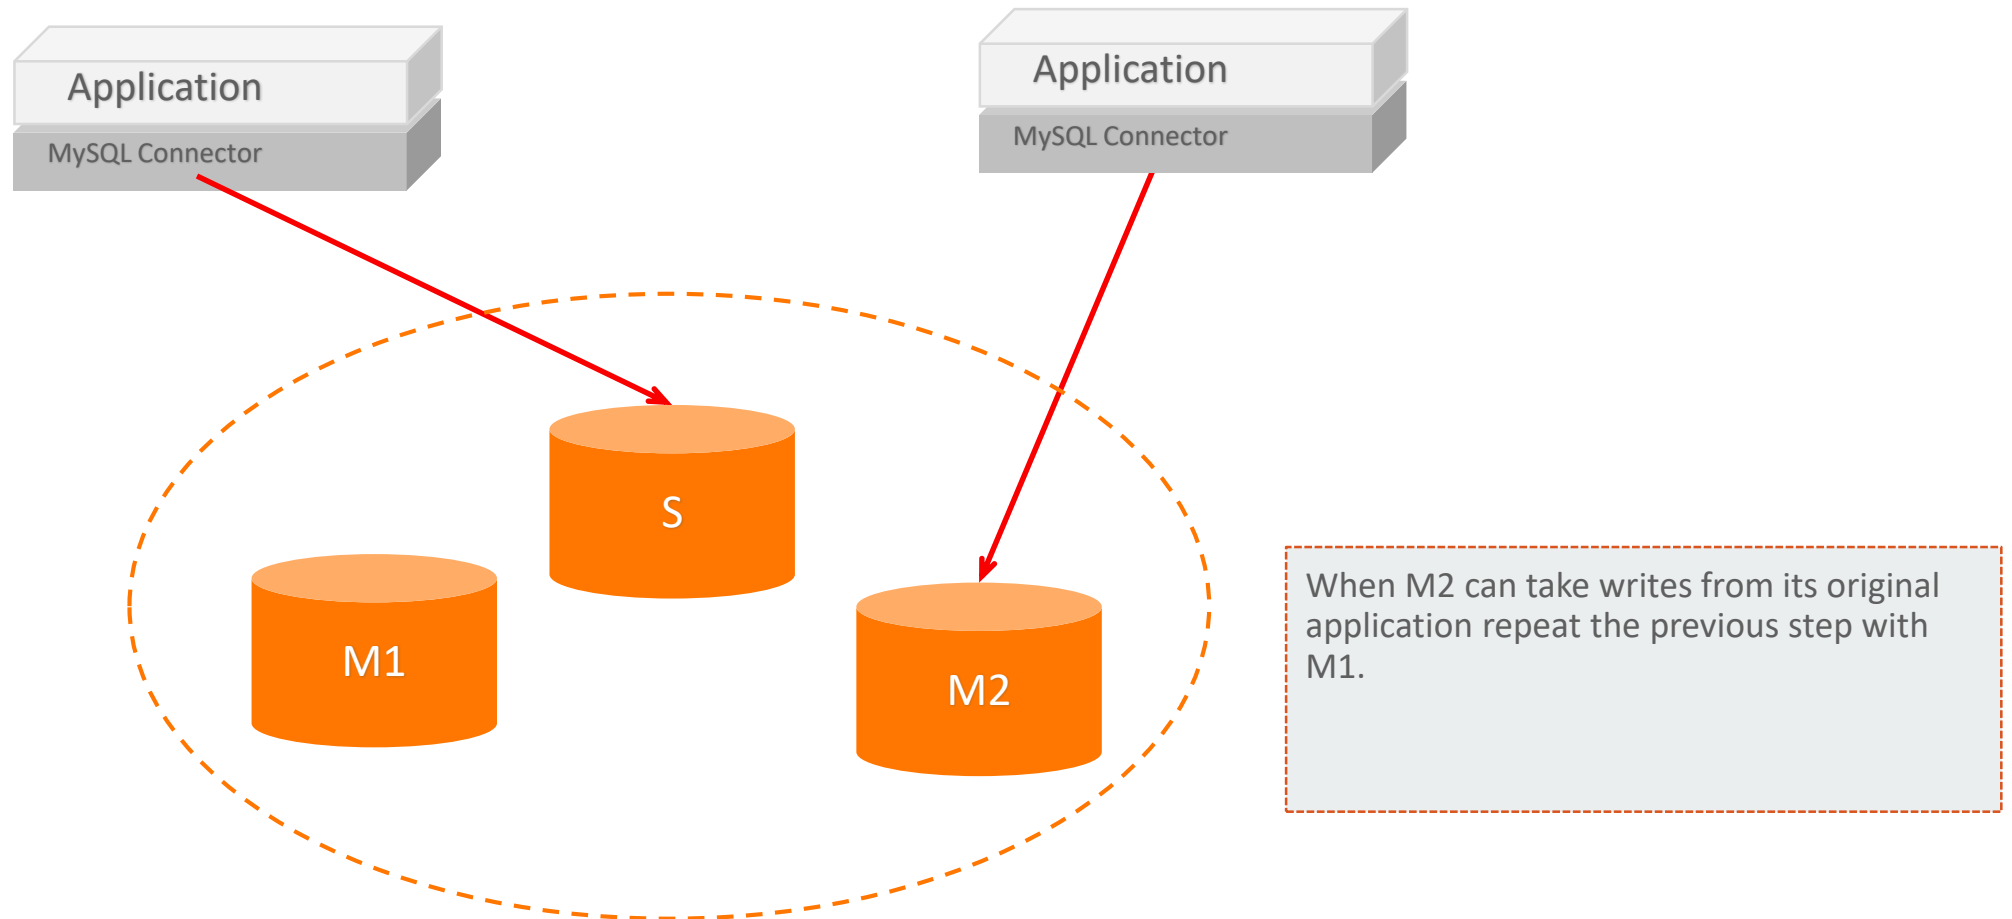 Application
MySQL Connector
Application
MySQL Connector
S
M1
M2
When M2 can take writes from its original
application repeat the previous step with
M1.